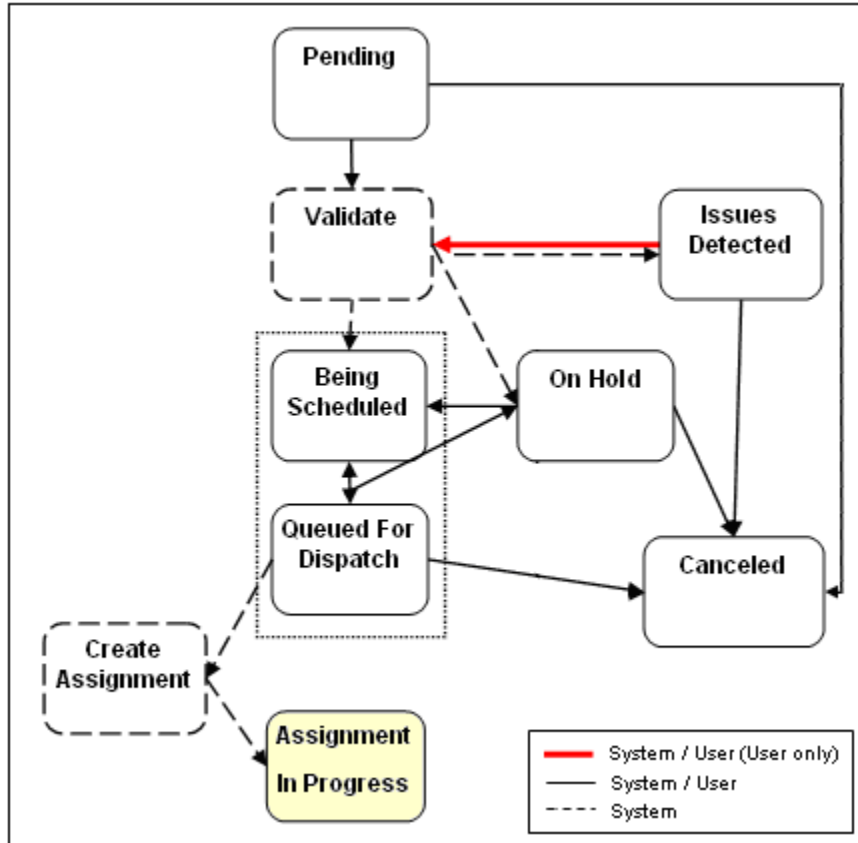 Pending
Validate
Issues
Detected
Being
Scheduled
On Hold
Queued For
Dispatch
Canceled
Create
Assignment
Assignment
In Progress
System / User (User only)
System / User
System